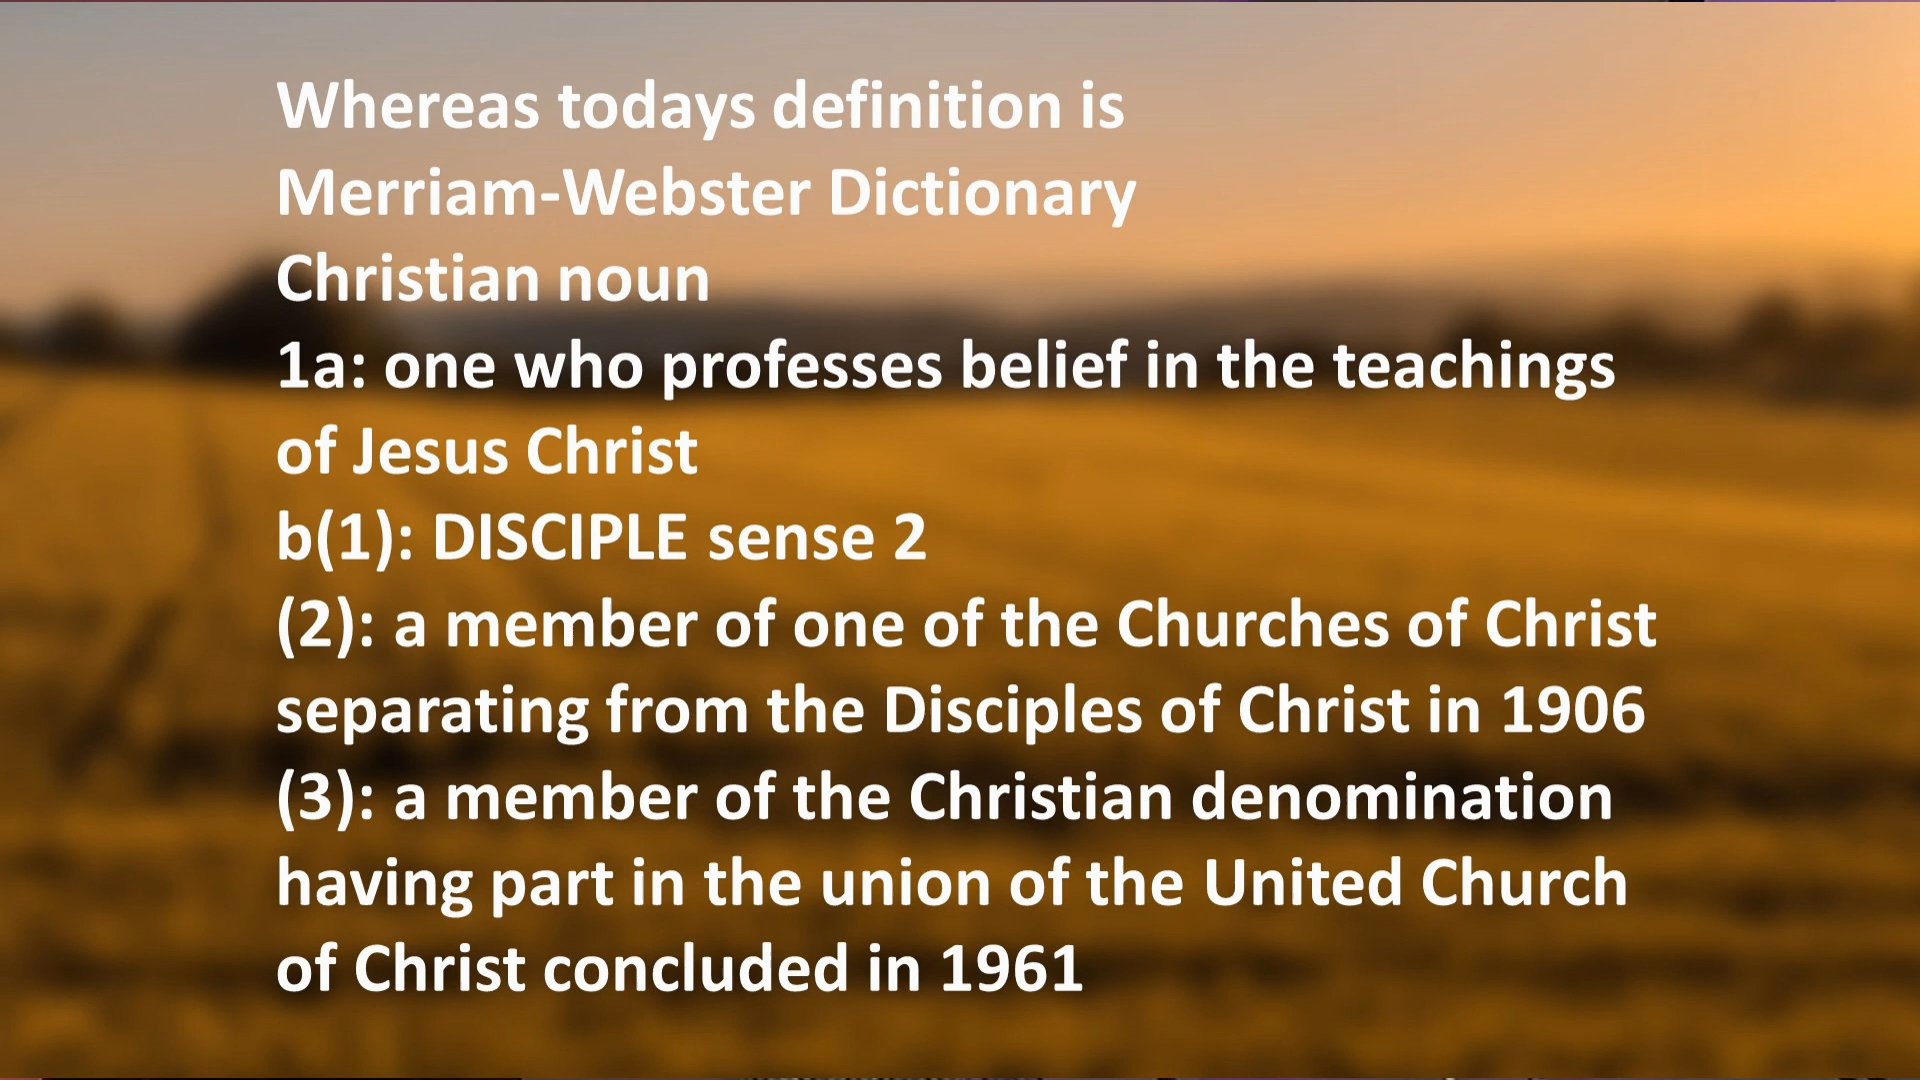 Whereas todays definition is
Merriam-Webster Dictionary
Christian noun
1a: one who professes belief in the teachings
of Jesus Christ
b(1): DISCIPLE sense 2
(2): a member of one of the Churches of Christ
separating from the Disciples of Christ in 1906
(3): a member of the Christian denomination
having part in the union of the United Church
of Christ concluded in 1961